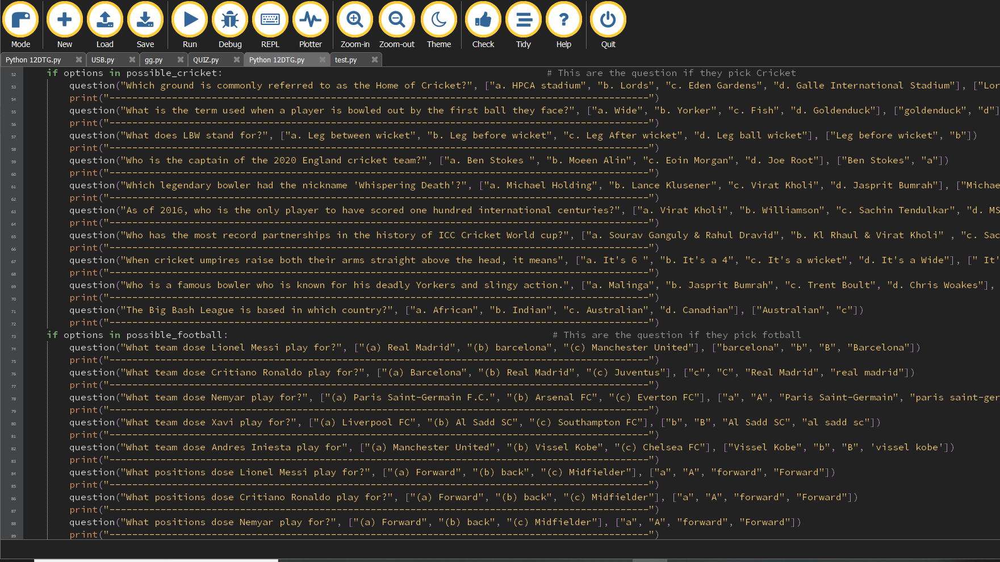 Mode New Load Save Run Debug REPL Plotter Zoom-in Zoom-out Theme Check Tidy Help Quit
Python 12DTG.py USB.py gg.py QUIZ.py Python 12DTG.py test.py
52 if options in possible_cricket: # This are the question if they pick Cricket
53 question("Which ground is commonly referred to as the Home of Cricket?", ["a. HPCA stadium", "b. Lords", "c. Eden Gardens", "d. Galle International Stadium"], ["Lor
54 print("-----------------------------------------------------------------------------------------------")
55 question("What is the term used when a player is bowled out by the first ball they face?", ["a. Wide", "b. Yorker", "c. Fish", "d. Goldenduck"], ["goldenduck", "d"]
56 print("-----------------------------------------------------------------------------------------------")
57 question("What does LBW stand for?", ["a. Leg between wicket", "b. Leg before wicket", "c. Leg After wicket", "d. Leg ball wicket"], ["Leg before wicket", "b"])
58 print("-----------------------------------------------------------------------------------------------")
59 question("Who is the captain of the 2020 England cricket team?", ["a. Ben Stokes ", "b. Moeen Alin", "c. Eoin Morgan", "d. Joe Root"], ["Ben Stokes", "a"])
60 print("-----------------------------------------------------------------------------------------------")
61 question("Which legendary bowler had the nickname 'Whispering Death'?", ["a. Michael Holding", "b. Lance Klusener", "c. Virat Kholi", "d. Jasprit Bumrah"], ["Michae
62 print("-----------------------------------------------------------------------------------------------")
63 question("As of 2016, who is the only player to have scored one hundred international centuries?", ["a. Virat Kholi", "b. Williamson", "c. Sachin Tendulkar", "d. MS
64 print("-----------------------------------------------------------------------------------------------")
65 question("Who has the most record partnerships in the history of ICC Cricket World cup?", ["a. Sourav Ganguly & Rahul Dravid", "b. Kl Rhaul & Virat Kholi" , "c. Sac
66 print("-----------------------------------------------------------------------------------------------")
67 question("When cricket umpires raise both their arms straight above the head, it means", ["a. It's 6 ", "b. It's a 4", "c. It's a wicket", "d. It's a Wide"], [" It'
68 print("-----------------------------------------------------------------------------------------------")
69 question("Who is a famous bowler who is known for his deadly Yorkers and slingy action.", ["a. Malinga", "b. Jasprit Bumrah", "c. Trent Boult", "d. Chris Woakes"],
70 print("-----------------------------------------------------------------------------------------------")
71 question("The Big Bash League is based in which country?", ["a. African", "b. Indian", "c. Australian", "d. Canadian"], ["Australian", "c"])
72 print("-----------------------------------------------------------------------------------------------")
73 if options in possible_football: # This are the question if they pick fotball
74 question("What team dose Lionel Messi play for?", ["(a) Real Madrid", "(b) barcelona", "(c) Manchester United"], ["barcelona", "b", "B", "Barcelona"])
75 print("-----------------------------------------------------------------------------------------------")
76 question("What team dose Critiano Ronaldo play for?", ["(a) Barcelona", "(b) Real Madrid", "(c) Juventus"], ["c", "C", "Real Madrid", "real madrid"])
77 print("-----------------------------------------------------------------------------------------------")
78 question("What team dose Nemyar play for?", ["(a) Paris Saint-Germain F.C.", "(b) Arsenal FC", "(c) Everton FC"], ["a", "A", "Paris Saint-Germain", "paris saint-ger
79 print("-----------------------------------------------------------------------------------------------")
80 question("What team dose Xavi play for?", ["(a) Liverpool FC", "(b) Al Sadd SC", "(c) Southampton FC"], ["b", "B", "Al Sadd SC", "al sadd sc"])
81 print("-----------------------------------------------------------------------------------------------")
82 question("What team dose Andres Iniesta play for", ["(a) Manchester United", "(b) Vissel Kobe", "(c) Chelsea FC"], ["Vissel Kobe", "b", "B", 'vissel kobe'])
83 print("-----------------------------------------------------------------------------------------------")
84 question("What positions dose Lionel Messi play for?", ["(a) Forward", "(b) back", "(c) Midfielder"], ["a", "A", "forward", "Forward"])
85 print("-----------------------------------------------------------------------------------------------")
86 question("What positions dose Critiano Ronaldo play for?", ["(a) Forward", "(b) back", "(c) Midfielder"], ["a", "A", "forward", "Forward"])
87 print("-----------------------------------------------------------------------------------------------")
88 question("What positions dose Nemyar play for?", ["(a) Forward", "(b) back", "(c) Midfielder"], ["a", "A", "forward", "Forward"])
89 print("-----------------------------------------------------------------------------------------------")